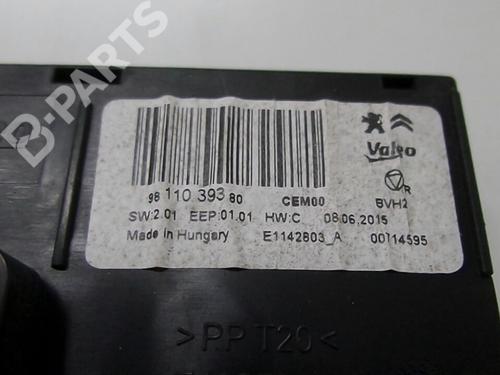 B-PARTS
Valeo
98 110 393 80 CEM00 R
BVH2
SW:2.01 EEP:01.01 HW:C 08.06.2015
Made in Hungary E1142803_A 00114595
>PP T20<